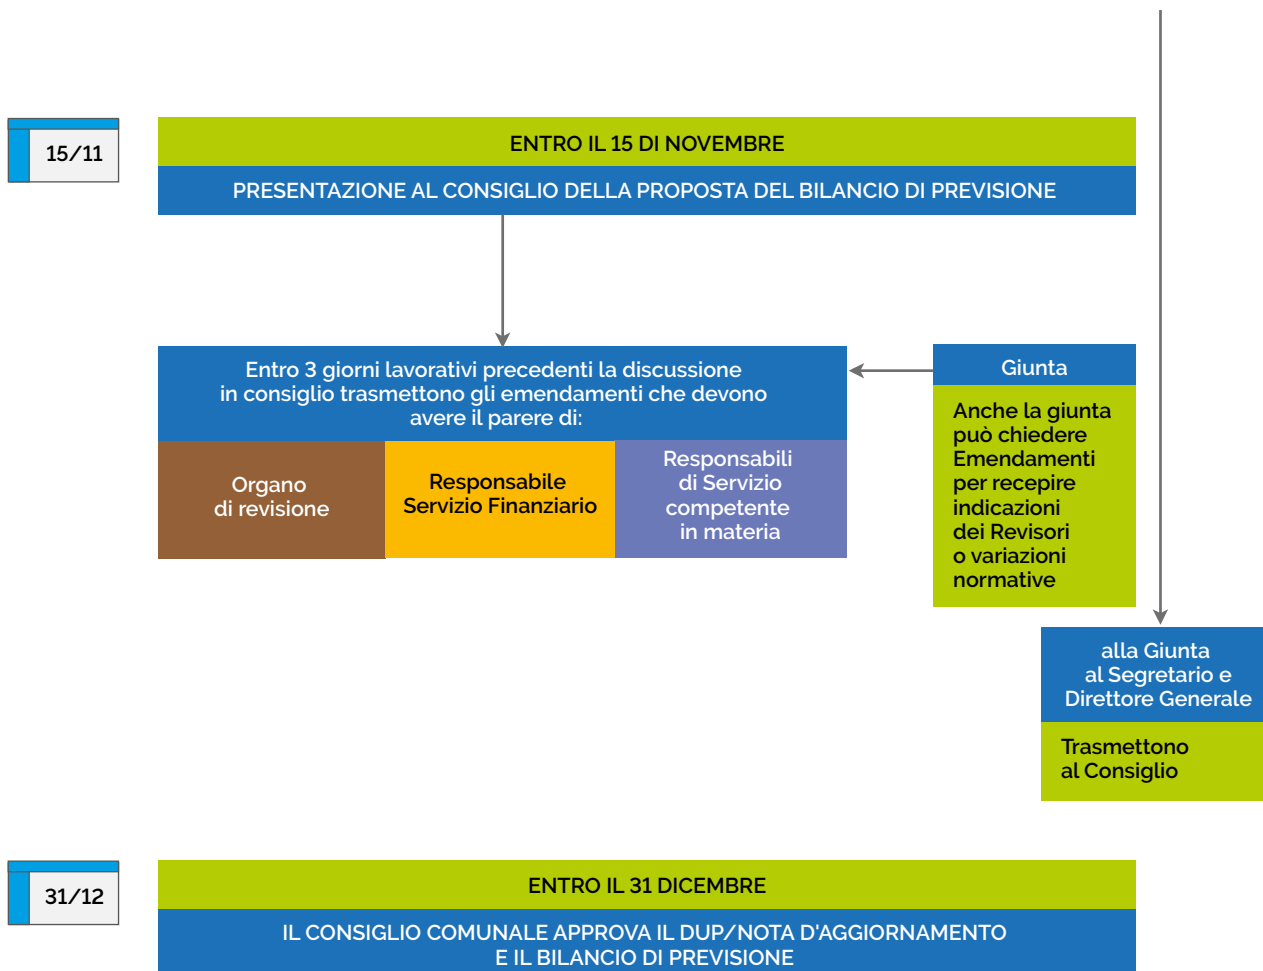 15/11
ENTRO IL 15 DI NOVEMBRE
PRESENTAZIONE AL CONSIGLIO DELLA PROPOSTA DEL BILANCIO DI PREVISIONE
Entro 3 giorni lavorativi precedenti la discussione
in consiglio trasmettono gli emendamenti che devono
avere il parere di:
Organo
di revisione
Responsabile
Servizio Finanziario
Responsabili
di Servizio
competente
in materia
Giunta
Anche la giunta
può chiedere
Emendamenti
per recepire
indicazioni
dei Revisori
o variazioni
normative
alla Giunta
al Segretario e
Direttore Generale
Trasmettono
al Consiglio
31/12
ENTRO IL 31 DICEMBRE
IL CONSIGLIO COMUNALE APPROVA IL DUP/NOTA D'AGGIORNAMENTO
E IL BILANCIO DI PREVISIONE